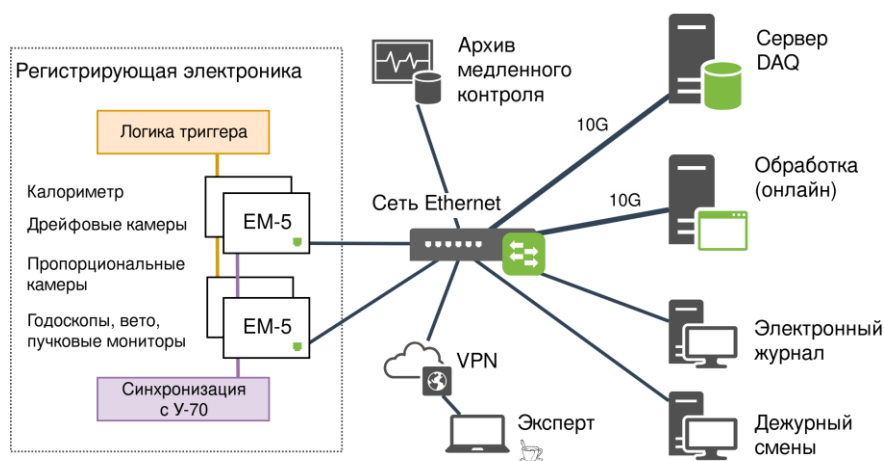 Регистрирующая электроника
Логика триггера
Калориметр
Дрейфовые камеры
EM-5
Пропорциональные
камеры
Годоскопы, вето,
пучковые мониторы
EM-5
Синхронизация
с У-70
Архив
медленного
контроля
Сеть Ethernet
VPN
Эксперт
10G
Сервер
DAQ
10G
Обработка
(онлайн)
Электронный
журнал
Дежурный
смены